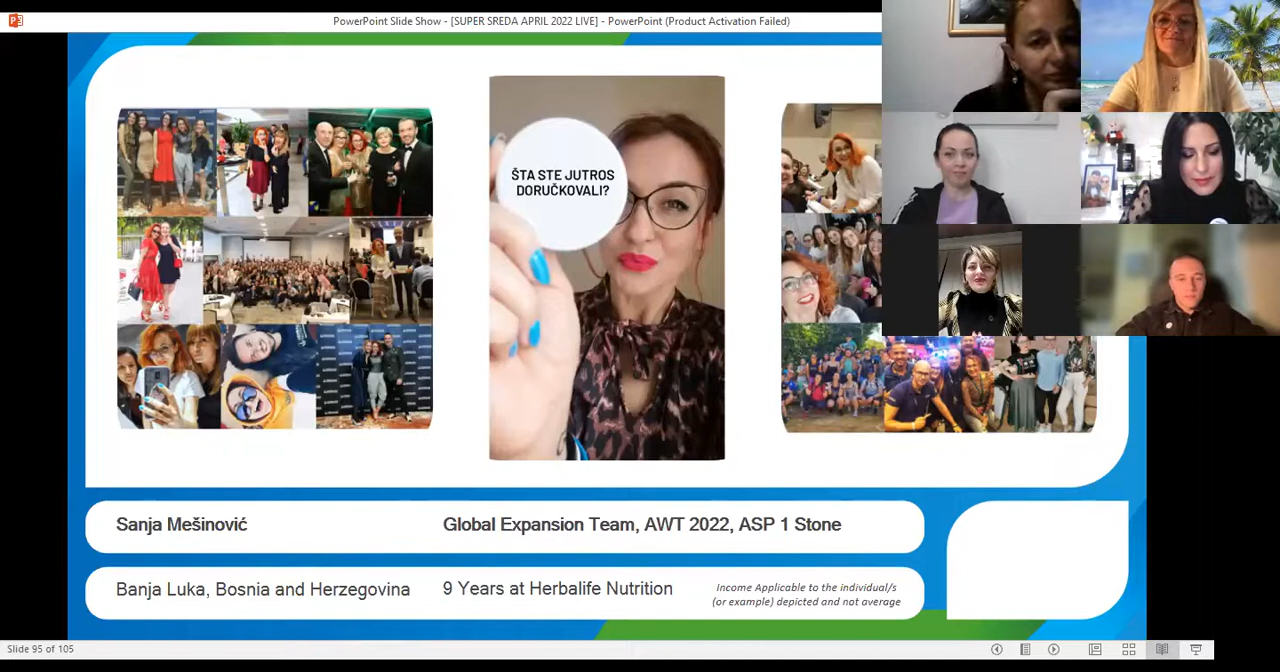 PowerPoint Slide Show - [SUPER SREDA APRIL 2022 LIVE] - PowerPoint (Product Activation Failed)
ŠTA STE JUTROS
DORUČKOVALI?
Sanja Mešinović
Global Expansion Team, AWT 2022, ASP 1 Stone
Banja Luka, Bosnia and Herzegovina
9 Years at Herbalife Nutrition
Income Applicable to the individual/s
(or example) depicted and not average
Slide 95 of 105